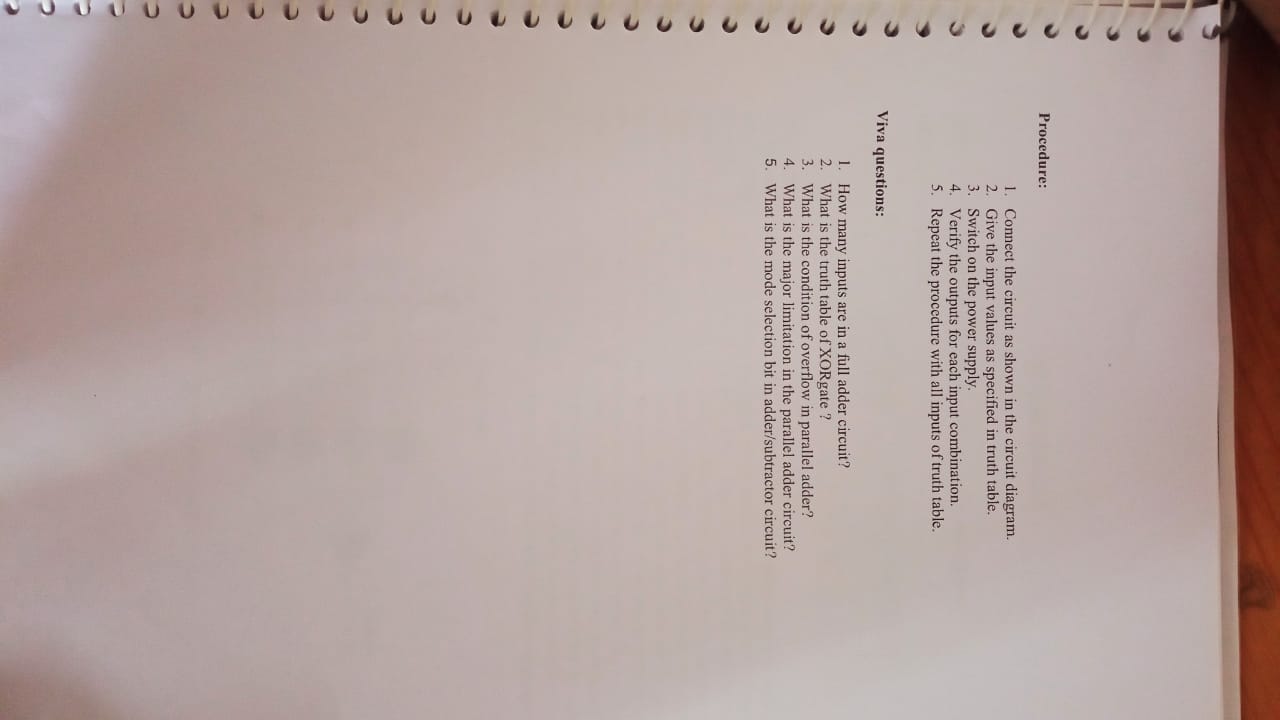 Procedure:
1. Connect the circuit as shown in the circuit diagram.
2. Give the input values as specified in truth table.
3. Switch on the power supply.
4. Verify the outputs for each input combination.
5. Repeat the procedure with all inputs of truth table.
Viva questions:
1. How many inputs are in a full adder circuit?
2. What is the truth table of XORgate ?
3. What is the condition of overflow in parallel adder?
4. What is the major limitation in the parallel adder circuit?
5. What is the mode selection bit in adder/subtractor circuit?